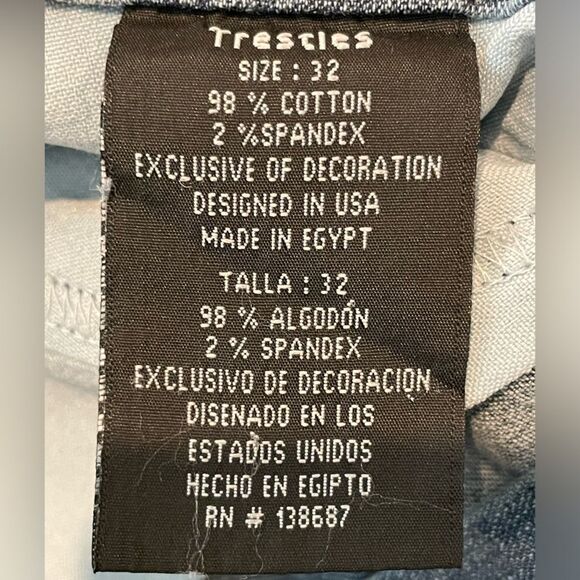 Trestles
SIZE : 32
98 % COTTON
2 %SPANDEX
EXCLUSIVE OF DECORATION
DESIGNED IN USA
MADE IN EGYPT
TALLA : 32
98 % ALGODÓN
2 % SPANDEX
EXCLUSIVO DE DECORACIÓN
DISENADO EN LOS
ESTADOS UNIDOS
HECHO EN EGIPTO
RN # 138687